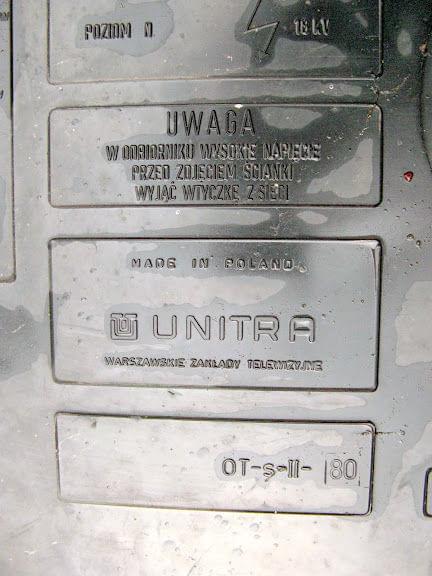 POZIOM N
18 kV
UWAGA
W ODBIORNIKU WYSOKIE NAPIĘCIE
PRZED ZDJĘCIEM ŚCIANKI
WYJĄĆ WTYCZKĘ Z SIECI
MADE IN POLAND
UNITRA
WARSZAWSKIE ZAKŁADY TELEWIZYJNE
OT-s-II- 80